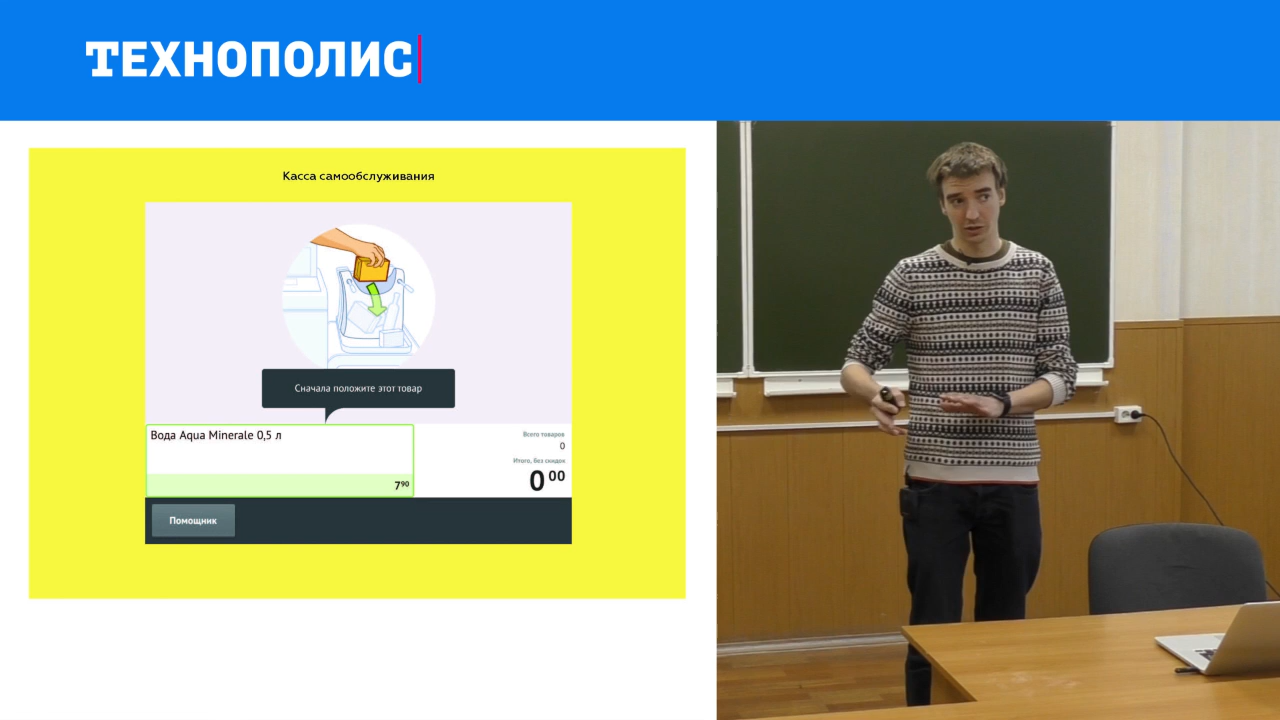 ТЕХНОПОЛИС
Касса самообслуживания
Сначала положите этот товар
Вода Aqua Minerale 0,5 л
7⁹⁰
Всего товаров
0
Итого, без скидок
0⁰⁰
Помощник